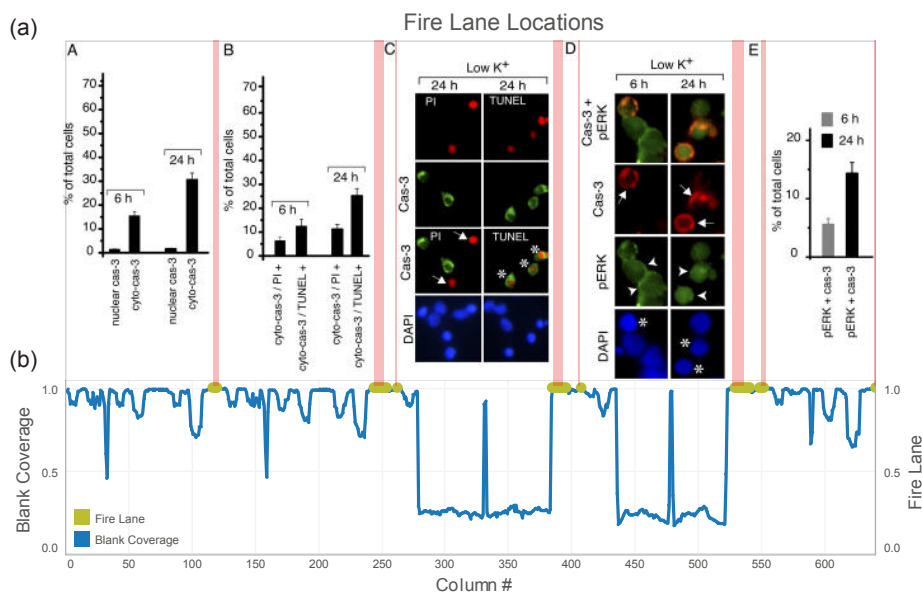 Fire Lane Locations
(a)
A
B
C
D
E
% of total cells
70
60
50
40
30
20
10
0
6 h
24 h
nuclear cas-3
cyto-cas-3
nuclear cas-3
cyto-cas-3
% of total cells
70
60
50
40
30
20
10
0
6 h
24 h
cyto-cas-3 / PI +
cyto-cas-3 / TUNEL +
cyto-cas-3 / PI +
cyto-cas-3 / TUNEL+
Low K+
24 h 24 h
PI TUNEL
Cas-3
Cas-3
PI TUNEL
* * *
DAPI
Low K+
6 h 24 h
Cas-3 +
pERK
Cas-3
pERK
DAPI
* * *
6 h
24 h
% of total cells
20
10
0
pERK + cas-3
pERK + cas-3
(b)
Blank Coverage
1.0
0.5
0.0
Fire Lane
Blank Coverage
0 50 100 150 200 250 300 350 400 450 500 550 600
Column #
1.0
0.5
0.0
Fire Lane